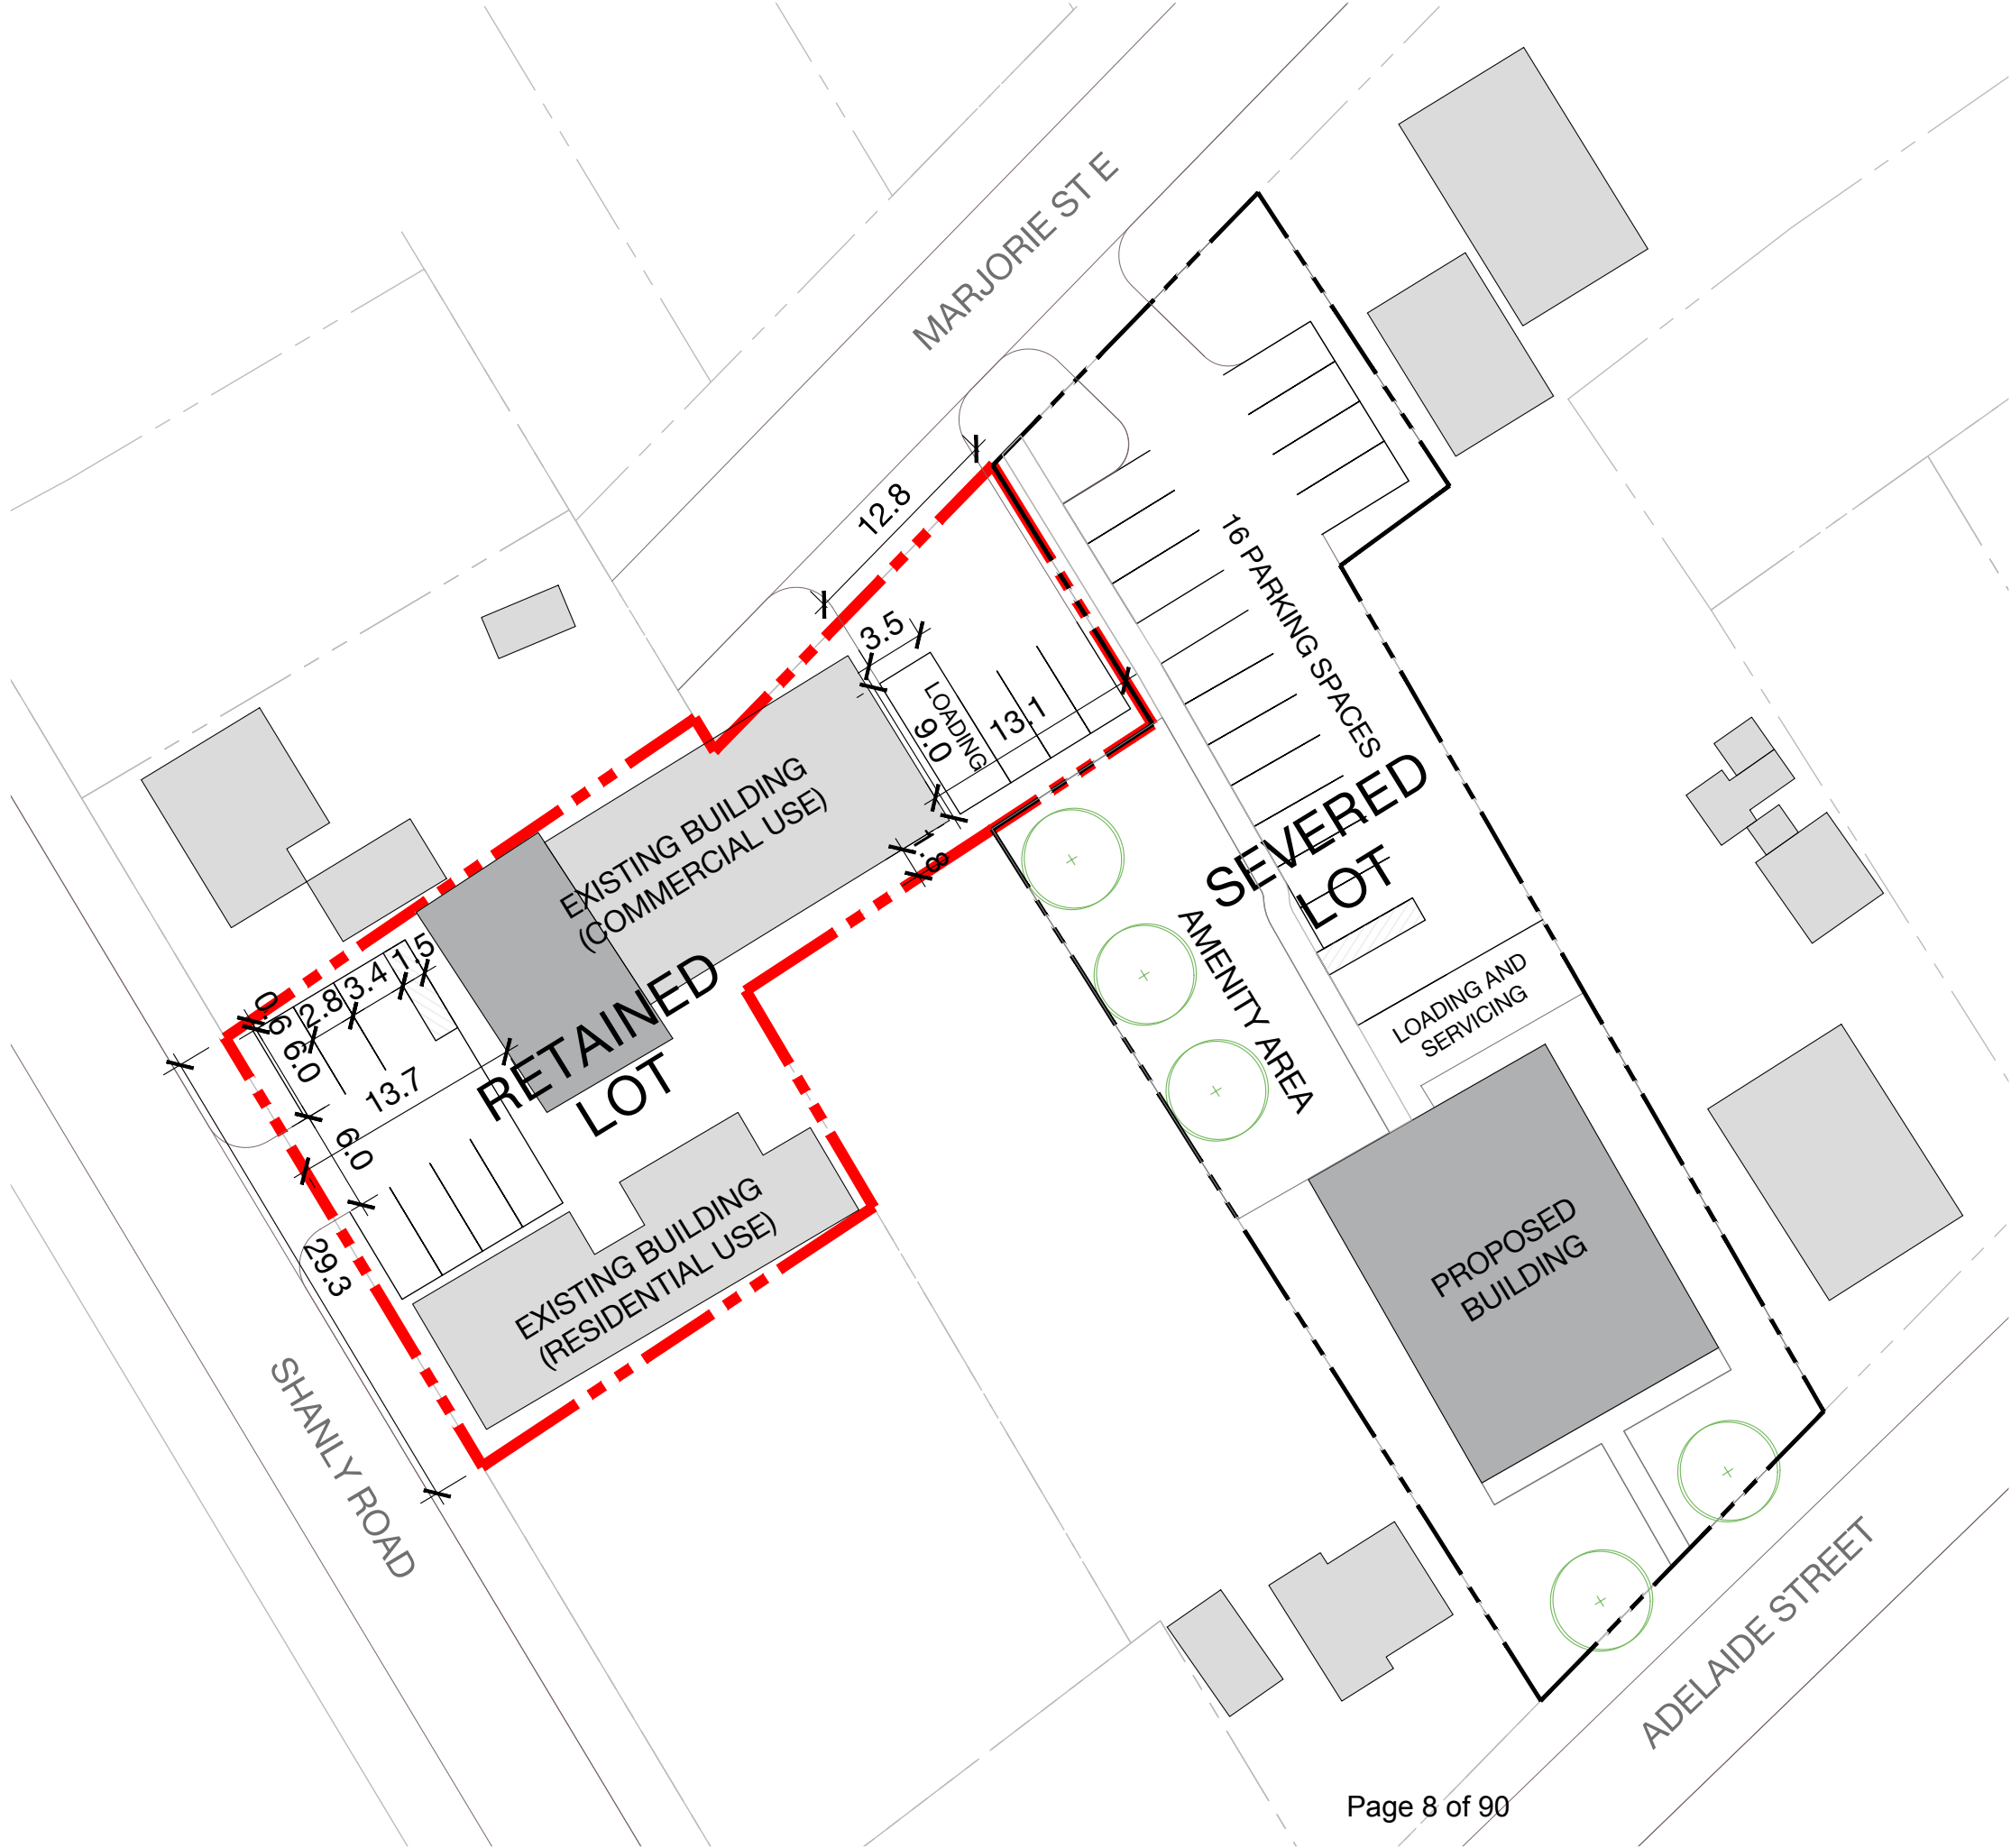 MARJORIE ST E
12.8
3.5
LOADING
9.0
13.1
16 PARKING SPACES
EXISTING BUILDING
(COMMERCIAL USE)
1.8
SEVERED
LOT
AMENITY AREA
LOADING AND
SERVICING
RETAINED
LOT
6.0
2.8
3.4
1.5
6.0
13.7
6.0
29.3
EXISTING BUILDING
(RESIDENTIAL USE)
PROPOSED
BUILDING
SHANLY ROAD
ADELAIDE STREET
Page 8 of 90